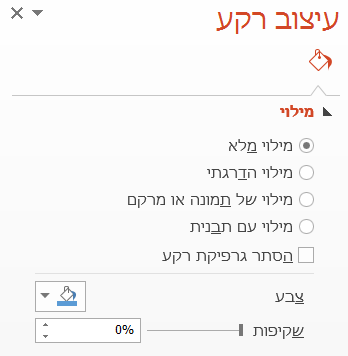 עיצוב רקע
מילוי
מילוי מלא
מילוי הדרגתי
מילוי של תמונה או מרקם
מילוי עם תבנית
הסתר גרפיקת רקע
צבע
שקיפות 0%